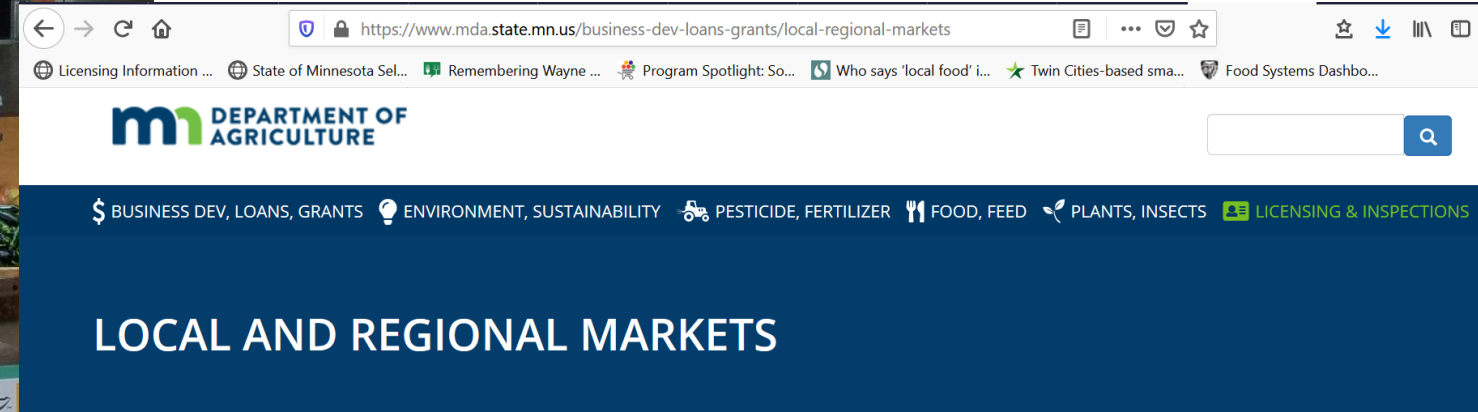 https://www.mda.state.mn.us/business-dev-loans-grants/local-regional-markets
Licensing Information ... State of Minnesota Sel... Remembering Wayne ... Program Spotlight: So... Who says 'local food' i... Twin Cities-based sma... Food Systems Dashbo...
mn DEPARTMENT OF
AGRICULTURE
$ BUSINESS DEV, LOANS, GRANTS ENVIRONMENT, SUSTAINABILITY PESTICIDE, FERTILIZER FOOD, FEED PLANTS, INSECTS LICENSING & INSPECTIONS
LOCAL AND REGIONAL MARKETS